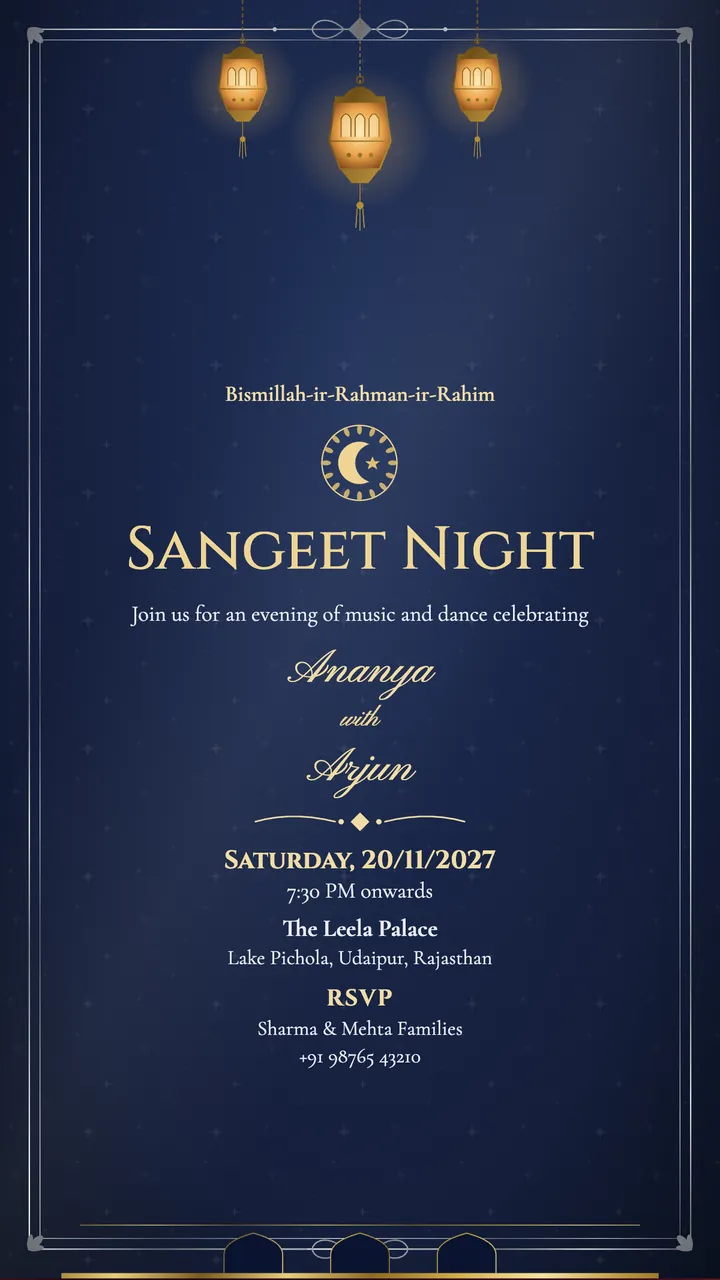 Bismillah-ir-Rahman-ir-Rahim
Sangeet Night
Join us for an evening of music and dance celebrating
Ananya
with
Arjun
Saturday, 20/11/2027
7:30 PM onwards
The Leela Palace
Lake Pichola, Udaipur, Rajasthan
RSVP
Sharma & Mehta Families
+91 98765 43210